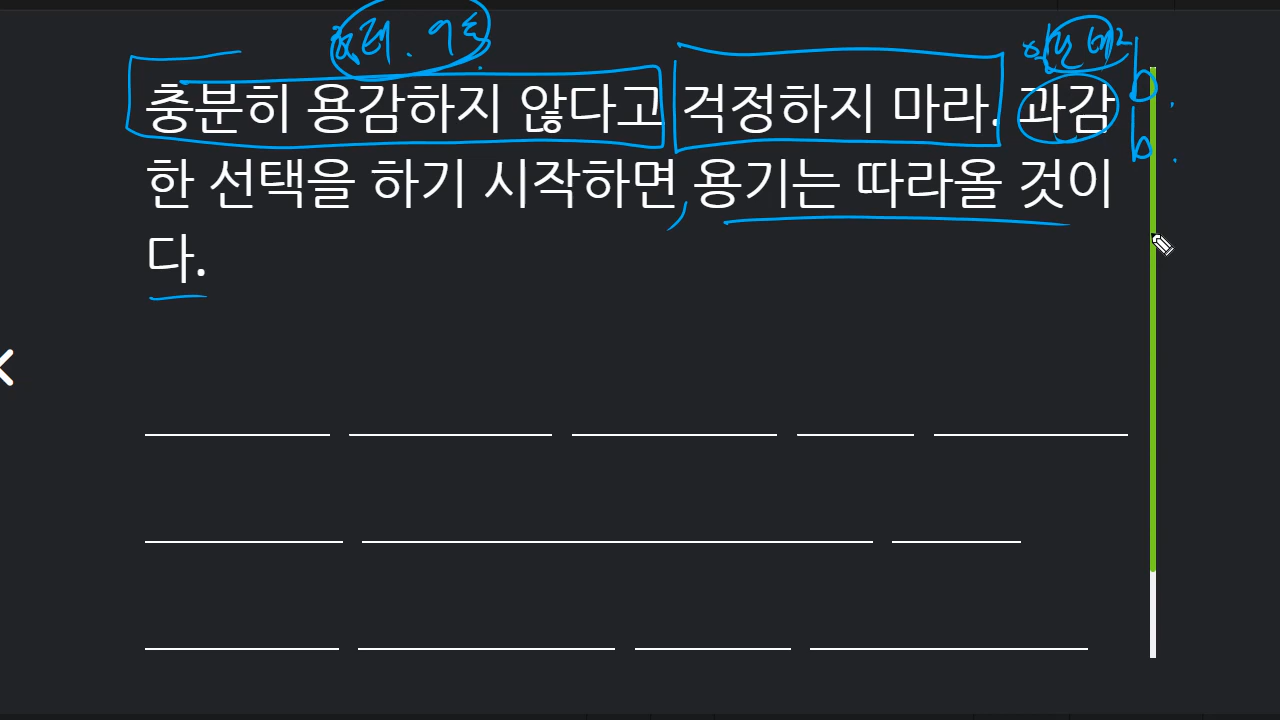 충분히 용감하지 않다고 걱정하지 마라. 과감
한 선택을 하기 시작하면, 용기는 따라올 것이
다.